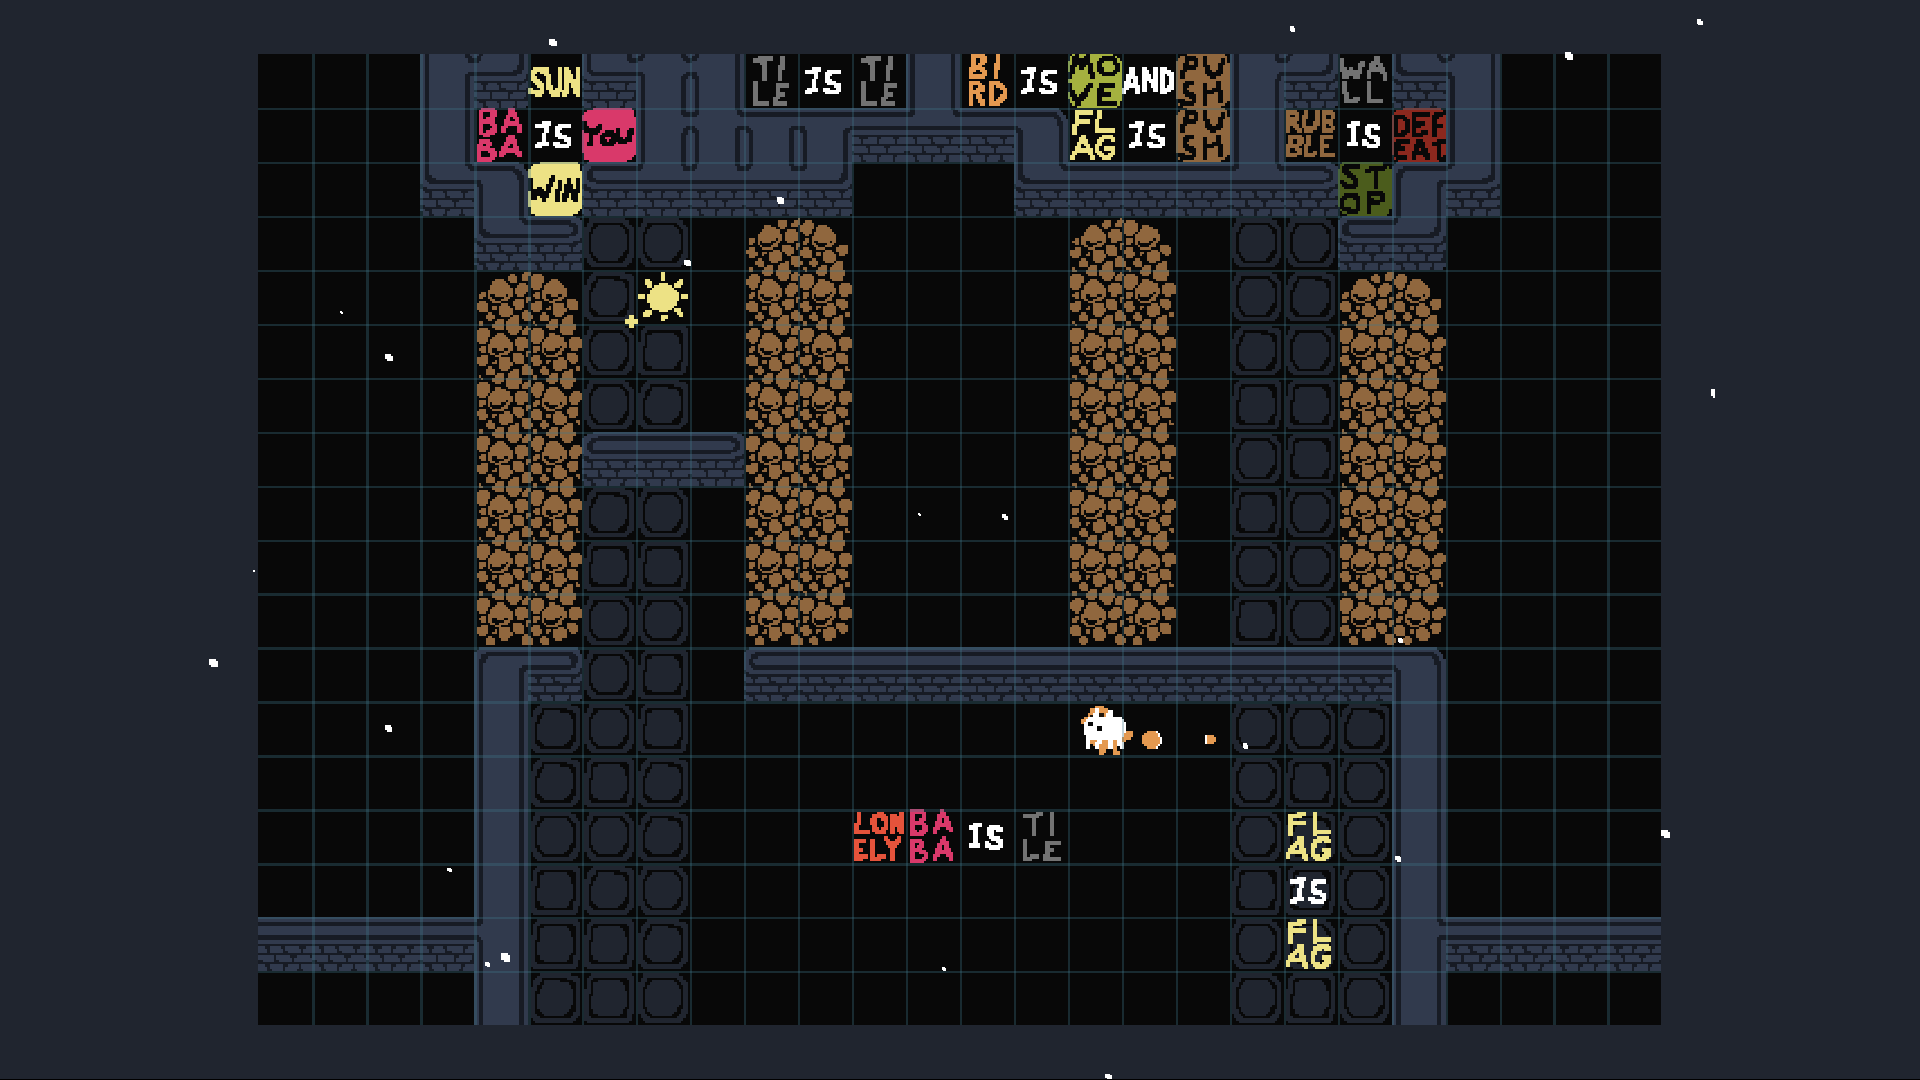 SUN
TILE IS TILE
BIRD IS MOVE AND PUSH
WALL
BABA IS YOU
FLAG IS PUSH
RUBBLE IS DEFEAT
WIN
STOP
LONELY BABA IS TILE
FLAG
IS
FLAG